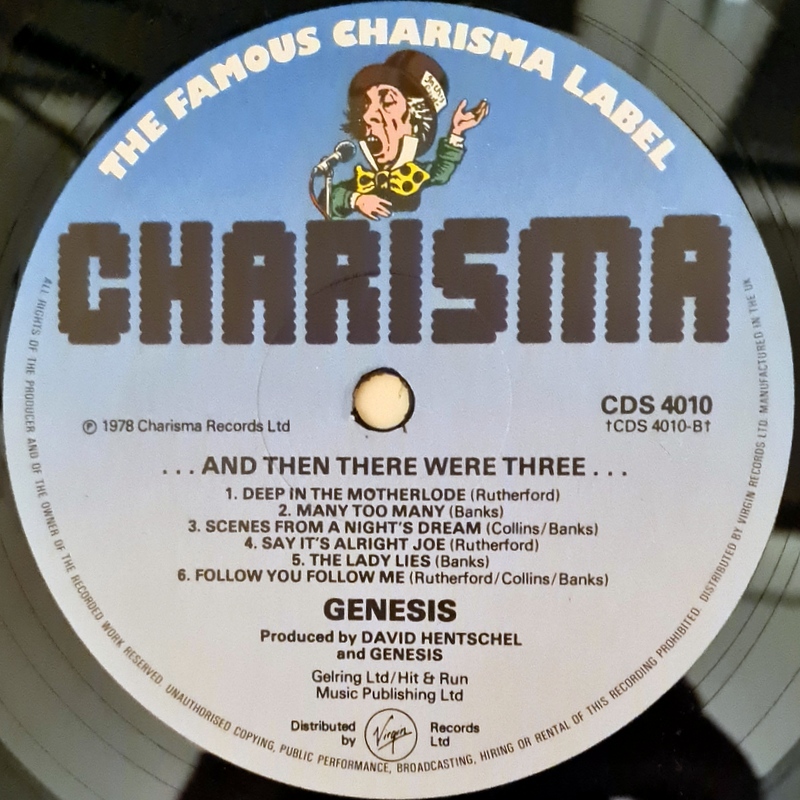 THE FAMOUS CHARISMA LABEL
CHARISMA
℗ 1978 Charisma Records Ltd
CDS 4010
†CDS 4010-B†
...AND THEN THERE WERE THREE...
1. DEEP IN THE MOTHERLODE (Rutherford)
2. MANY TOO MANY (Banks)
3. SCENES FROM A NIGHT'S DREAM (Collins/Banks)
4. SAY IT'S ALRIGHT JOE (Rutherford)
5. THE LADY LIES (Banks)
6. FOLLOW YOU FOLLOW ME (Rutherford/Collins/Banks)
GENESIS
Produced by DAVID HENTSCHEL
and GENESIS
Gelring Ltd/Hit & Run
Music Publishing Ltd
Distributed by Virgin Records Ltd
ALL RIGHTS OF THE PRODUCER AND OF THE OWNER OF THE RECORDED WORK RESERVED. UNAUTHORISED COPYING, PUBLIC PERFORMANCE, BROADCASTING, HIRING OR RENTAL OF THIS RECORDING PROHIBITED. DISTRIBUTED BY VIRGIN RECORDS LTD. MANUFACTURED IN THE UK